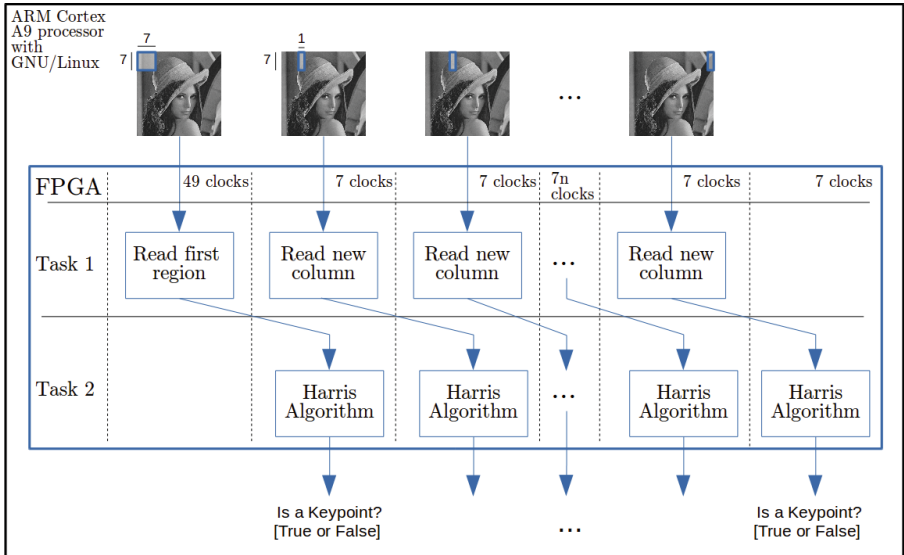 ARM Cortex
A9 processor
with
GNU/Linux
7
7
1
7
...
FPGA
49 clocks
7 clocks
7 clocks
7n
clocks
7 clocks
7 clocks
Task 1
Read first
region
Read new
column
Read new
column
...
Read new
column
Task 2
Harris
Algorithm
Harris
Algorithm
...
Harris
Algorithm
Harris
Algorithm
Is a Keypoint?
[True or False]
...
Is a Keypoint?
[True or False]